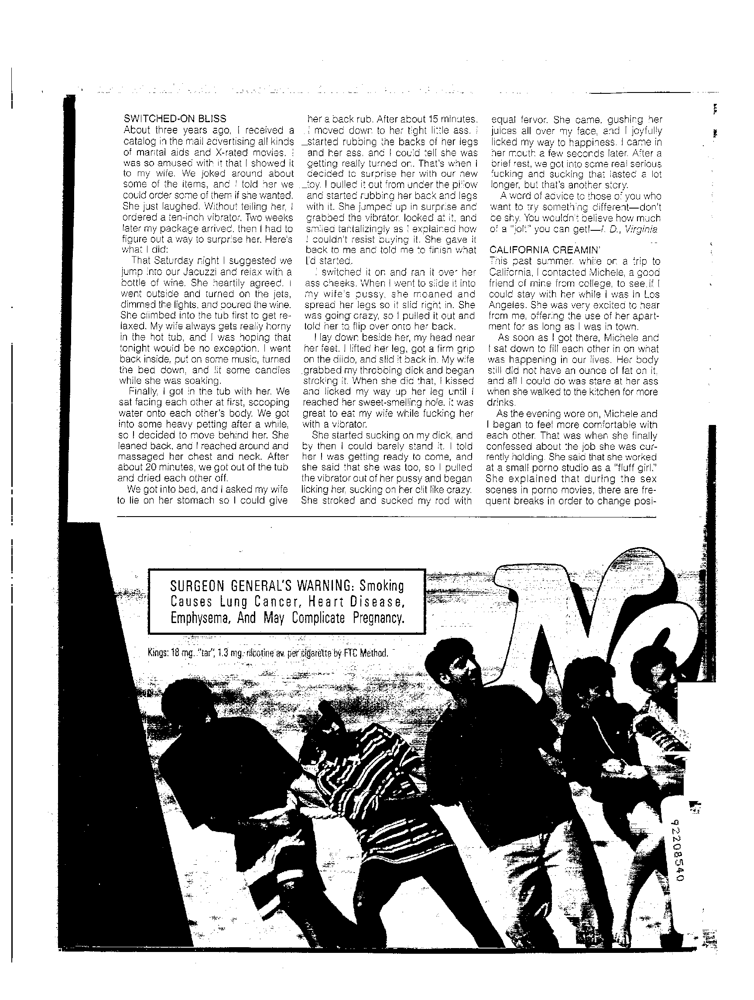 SWITCHED-ON BLISS
About three years ago, I received a
catalog in the mail advertising all kinds
of marital aids and X-rated movies. I
was so amused with it that I showed it
to my wife. We joked around about
some of the items, and I told her we
could order some of them if she wanted.
She just laughed. Without telling her, I
ordered a ten-inch vibrator. Two weeks
later my package arrived, then I had to
figure out a way to surprise her. Here's
what I did:
That Saturday night I suggested we
jump into our Jacuzzi and relax with a
bottle of wine. She heartily agreed. I
went outside and turned on the jets,
dimmed the lights, and poured the wine.
She climbed into the tub first to get re-
laxed. My wife always gets really horny
in the hot tub, and I was hoping that
tonight would be no exception. I went
back inside, put on some music, turned
the bed down, and lit some candles
while she was soaking.
Finally, I got in the tub with her. We
sat facing each other at first, scooping
water onto each other's body. We got
into some heavy petting after a while,
so I decided to move behind her. She
leaned back, and I reached around and
massaged her chest and neck. After
about 20 minutes, we got out of the tub
and dried each other off.
We got into bed, and I asked my wife
to lie on her stomach so I could give
her a back rub. After about 15 minutes,
I moved down to her tight little ass. I
started rubbing the backs of her legs
and her ass, and I could tell she was
getting really turned on. That's when I
decided to surprise her with our new
toy. I pulled it out from under the pillow
and started rubbing her back and legs
with it. She jumped up in surprise and
grabbed the vibrator, looked at it, and
smiled tantalizingly as I explained how
I couldn't resist buying it. She gave it
back to me and told me to finish what
I'd started.
I switched it on and ran it over her
ass cheeks. When I went to slide it into
my wife's pussy, she moaned and
spread her legs so it slid right in. She
was going crazy, so I pulled it out and
told her to flip over onto her back.
I lay down beside her, my head near
her feet. I lifted her leg, got a firm grip
on the dildo, and slid it back in. My wife
grabbed my throbbing dick and began
stroking it. When she did that, I kissed
and licked my way up her leg until I
reached her sweet-smelling hole. It was
great to eat my wife while fucking her
with a vibrator.
She started sucking on my dick, and
by then I could barely stand it. I told
her I was getting ready to come, and
she said that she was too, so I pulled
the vibrator out of her pussy and began
licking her, sucking on her clit like crazy.
She stroked and sucked my rod with
equal fervor. She came, gushing her
juices all over my face, and I joyfully
licked my way to happiness. I came in
her mouth a few seconds later. After a
brief rest, we got into some real serious
fucking and sucking that lasted a lot
longer, but that's another story.
A word of advice to those of you who
want to try something different—don't
be shy. You wouldn't believe how much
of a "jolt" you can get!—I. D., Virginia
CALIFORNIA CREAMIN'
This past summer, while on a trip to
California, I contacted Michele, a good
friend of mine from college, to see if I
could stay with her while I was in Los
Angeles. She was very excited to hear
from me, offering the use of her apart-
ment for as long as I was in town.
As soon as I got there, Michele and
I sat down to fill each other in on what
was happening in our lives. Her body
still did not have an ounce of fat on it,
and all I could do was stare at her ass
when she walked to the kitchen for more
drinks.
As the evening wore on, Michele and
I began to feel more comfortable with
each other. That was when she finally
confessed about the job she was cur-
rently holding. She said that she worked
at a small porno studio as a "fluff girl."
She explained that during the sex
scenes in porno movies, there are fre-
quent breaks in order to change posi-
SURGEON GENERAL'S WARNING: Smoking
Causes Lung Cancer, Heart Disease,
Emphysema, And May Complicate Pregnancy.
Kings: 18 mg. "tar", 1.3 mg. nicotine av. per cigarette by FTC Method.
Ne
92208540